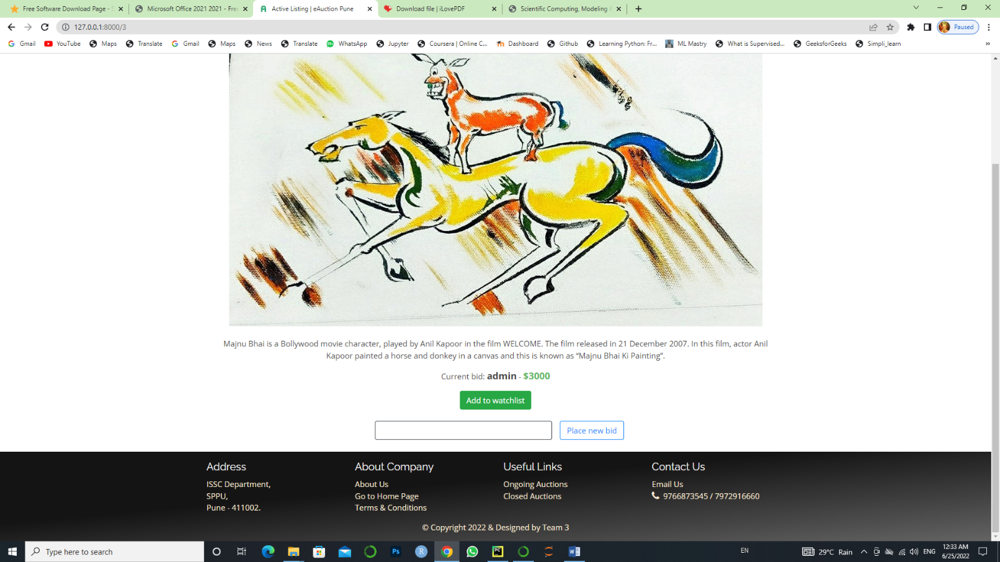 Free Software Download Page - S
Microsoft Office 2021 2021 - Free
Active Listing | eAuction Pune
Download file | iLovePDF
Scientific Computing, Modeling &
127.0.0.1:8000/3
Paused
Gmail YouTube Maps Translate Gmail Maps News Translate WhatsApp Jupyter Coursera | Online C... Dashboard Github Learning Python: Fr... ML Mastry What is Supervised... GeeksforGeeks Simpli_learn
Majnu Bhai is a Bollywood movie character, played by Anil Kapoor in the film WELCOME. The film released in 21 December 2007. In this film, actor Anil
Kapoor painted a horse and donkey in a canvas and this is known as “Majnu Bhai Ki Painting”.
Current bid: admin - $3000
Add to watchlist
Place new bid
Address
ISSC Department,
SPPU,
Pune - 411002.
About Company
About Us
Go to Home Page
Terms & Conditions
Useful Links
Ongoing Auctions
Closed Auctions
Contact Us
Email Us
9766873545 / 7972916660
© Copyright 2022 & Designed by Team 3
Type here to search
EN
29°C Rain
ENG
12:33 AM
6/25/2022